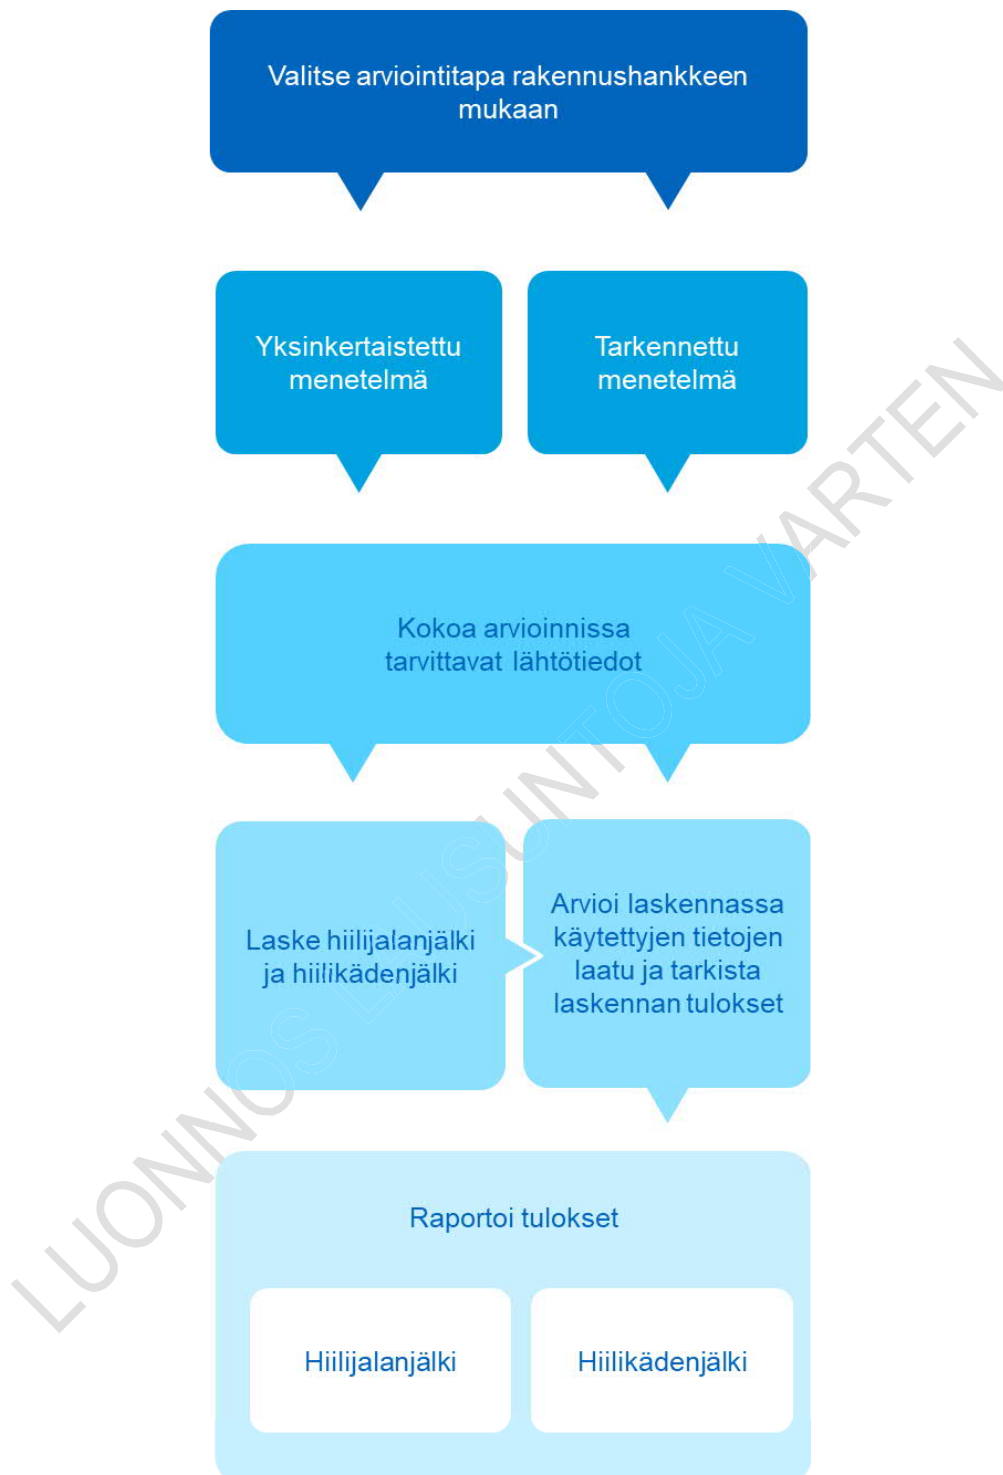 Valitse arviointitapa rakennushankkeen
mukaan
Yksinkertaistettu
menetelmä
Tarkennettu
menetelmä
Kokoa arvioinnissa
tarvittavat lähtötiedot
Laske hiilijalanjälki
ja hiilikädenjälki
Arvioi laskennassa
käytettyjen tietojen
laatu ja tarkista
laskennan tulokset
Raportoi tulokset
Hiilijalanjälki
Hiilikädenjälki
LUONNOS LAUSUNTOJA VARTEN